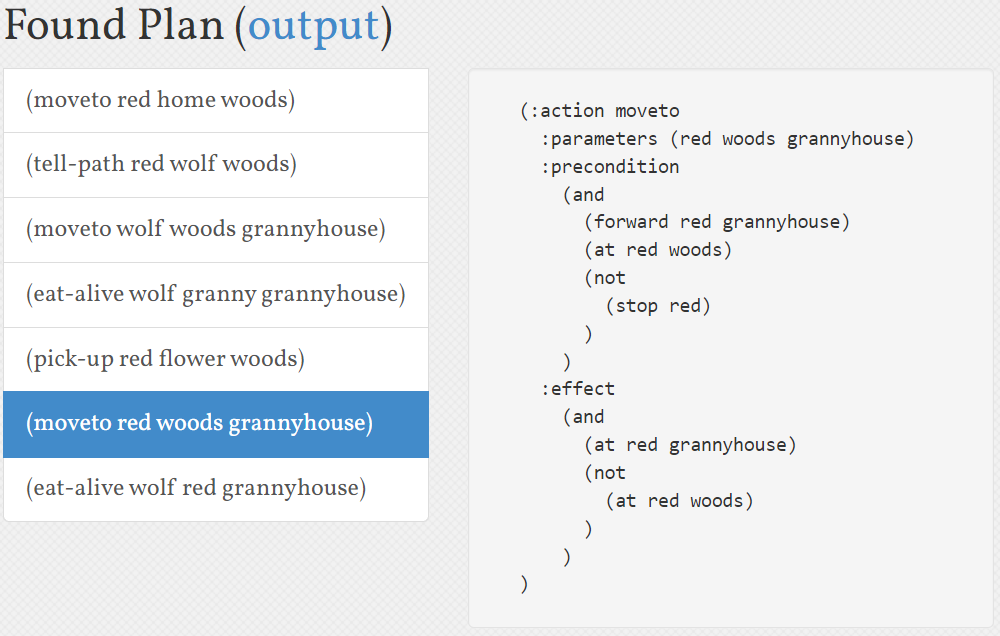 Found Plan (output)
(moveto red home woods)
(tell-path red wolf woods)
(moveto wolf woods grannyhouse)
(eat-alive wolf granny grannyhouse)
(pick-up red flower woods)
(moveto red woods grannyhouse)
(eat-alive wolf red grannyhouse)
(:action moveto
  :parameters (red woods grannyhouse)
  :precondition
    (and
      (forward red grannyhouse)
      (at red woods)
      (not
        (stop red)
      )
    )
  :effect
    (and
      (at red grannyhouse)
      (not
        (at red woods)
      )
    )
)